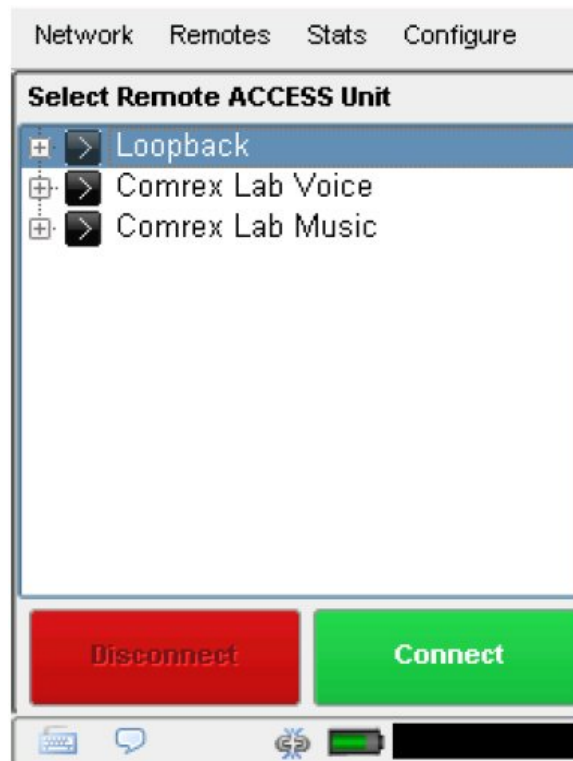 Network Remotes Stats Configure
Select Remote ACCESS Unit
Loopback
Comrex Lab Voice
Comrex Lab Music
Disconnect Connect